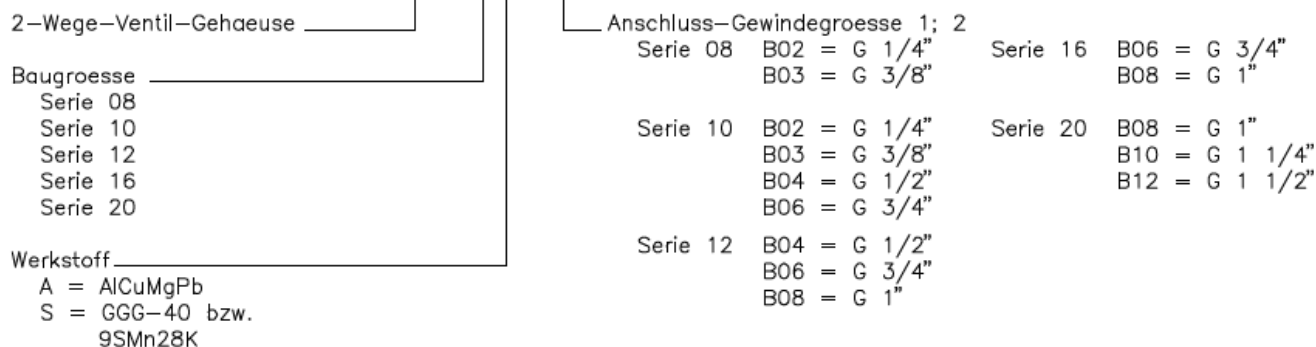 2-Wege-Ventil-Gehaeuse
Baugroesse
Serie 08
Serie 10
Serie 12
Serie 16
Serie 20
Werkstoff
A = AlCuMgPb
S = GGG-40 bzw.
9SMn28K
Anschluss-Gewindegroesse 1; 2
Serie 08 B02 = G 1/4"
B03 = G 3/8"
Serie 10 B02 = G 1/4"
B03 = G 3/8"
B04 = G 1/2"
B06 = G 3/4"
Serie 12 B04 = G 1/2"
B06 = G 3/4"
B08 = G 1"
Serie 16 B06 = G 3/4"
B08 = G 1"
Serie 20 B08 = G 1"
B10 = G 1 1/4"
B12 = G 1 1/2"